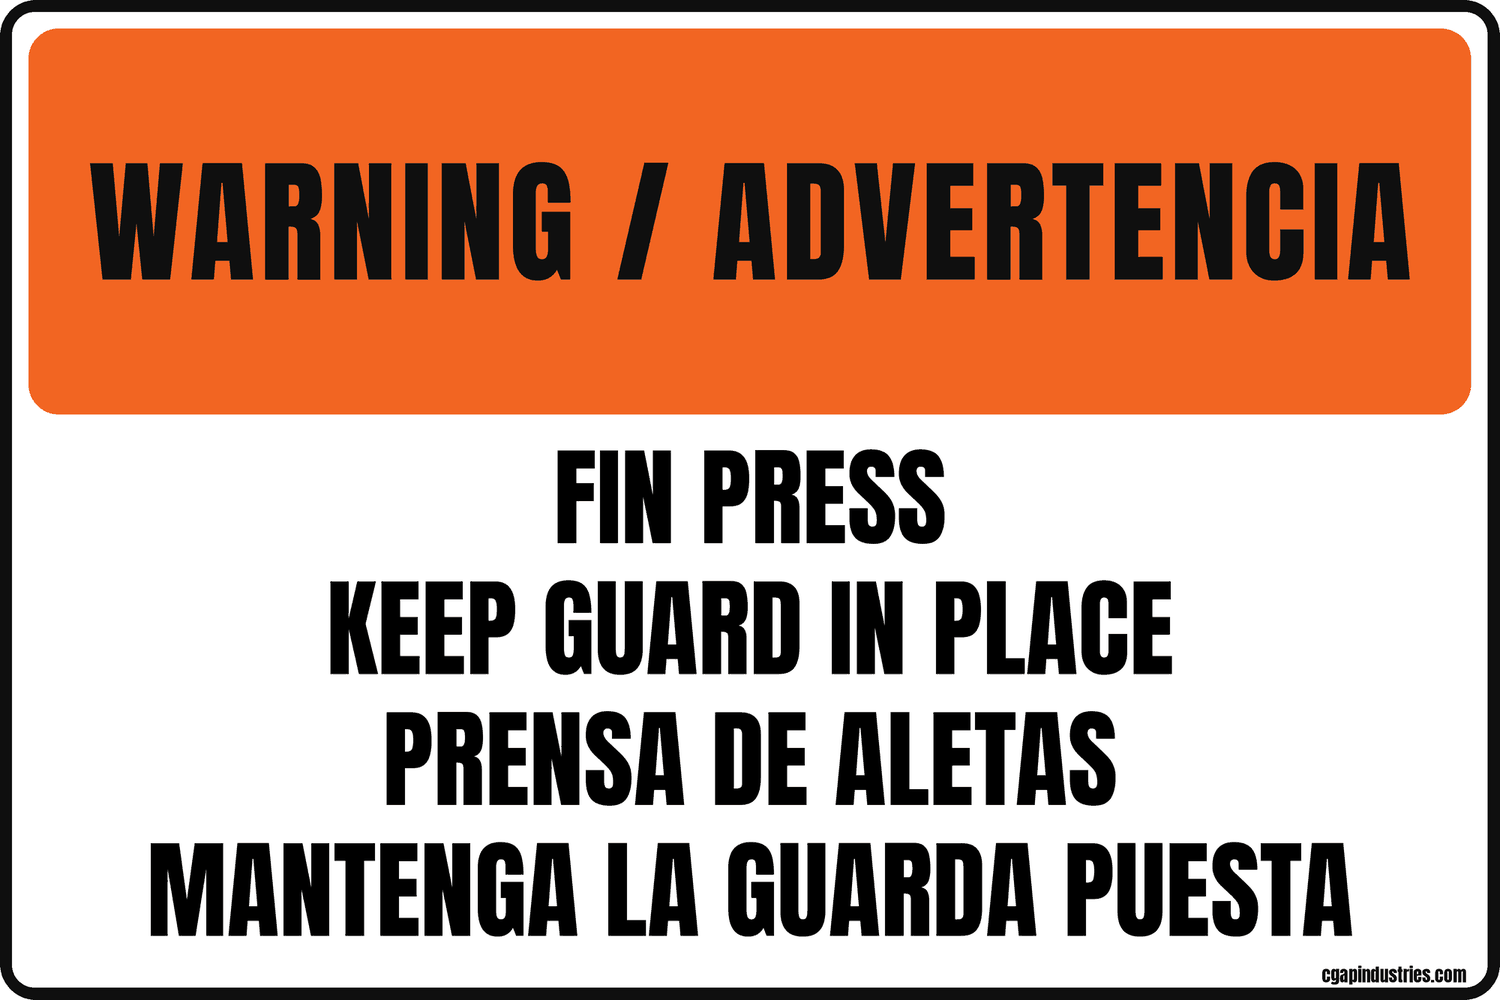 WARNING / ADVERTENCIA
FIN PRESS
KEEP GUARD IN PLACE
PRENSA DE ALETAS
MANTENGA LA GUARDA PUESTA
cgapindustries.com